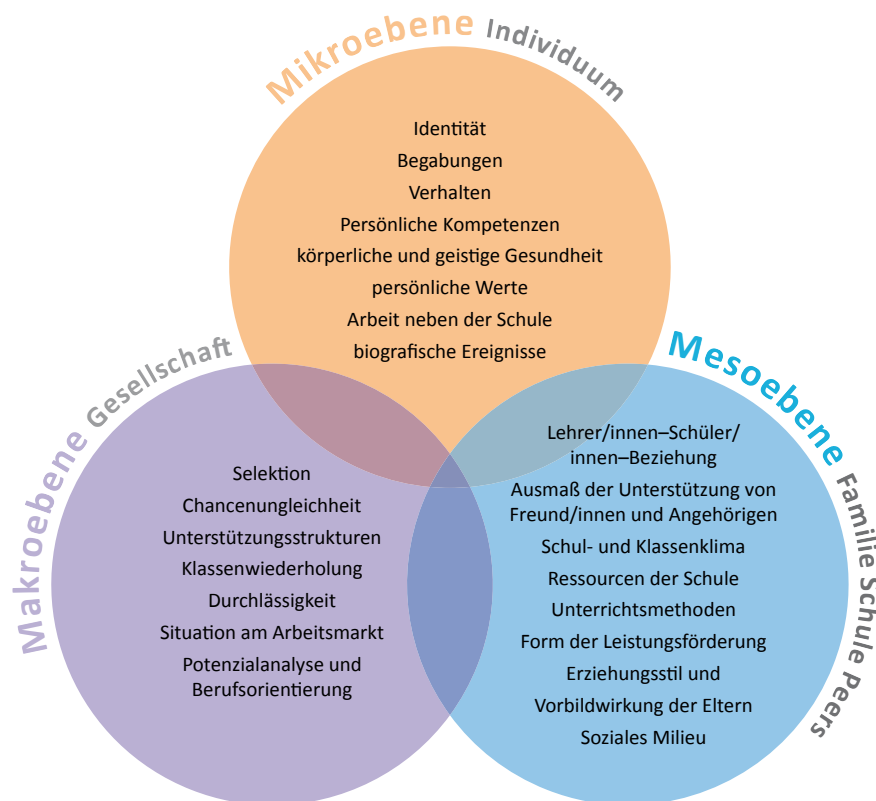 Mikroebene Individuum
Identität
Begabungen
Verhalten
Persönliche Kompetenzen
körperliche und geistige Gesundheit
persönliche Werte
Arbeit neben der Schule
biografische Ereignisse
Makroebene Gesellschaft
Selektion
Chancenungleichheit
Unterstützungsstrukturen
Klassenwiederholung
Durchlässigkeit
Situation am Arbeitsmarkt
Potenzialanalyse und
Berufsorientierung
Mesoebene Familie Schule Peers
Lehrer/innen–Schüler/
innen–Beziehung
Ausmaß der Unterstützung von
Freund/innen und Angehörigen
Schul- und Klassenklima
Ressourcen der Schule
Unterrichtsmethoden
Form der Leistungsförderung
Erziehungsstil und
Vorbildwirkung der Eltern
Soziales Milieu